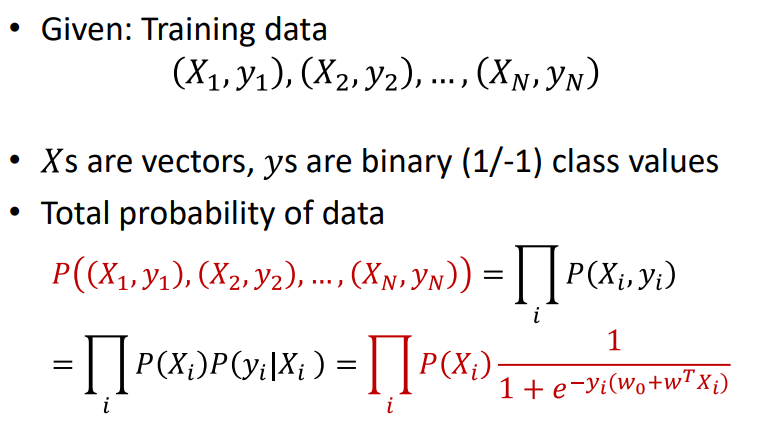 • Given: Training data
(X₁, y₁), (X₂, y₂), … , (X_N, y_N)
• Xs are vectors, ys are binary (1/-1) class values
• Total probability of data
P((X₁, y₁), (X₂, y₂), … , (X_N, y_N)) = ∏_i P(X_i, y_i)
= ∏_i P(X_i)P(y_i|X_i ) = ∏_i P(X_i) 1 / (1 + e^{−y_i(w₀+w^T X_i)})